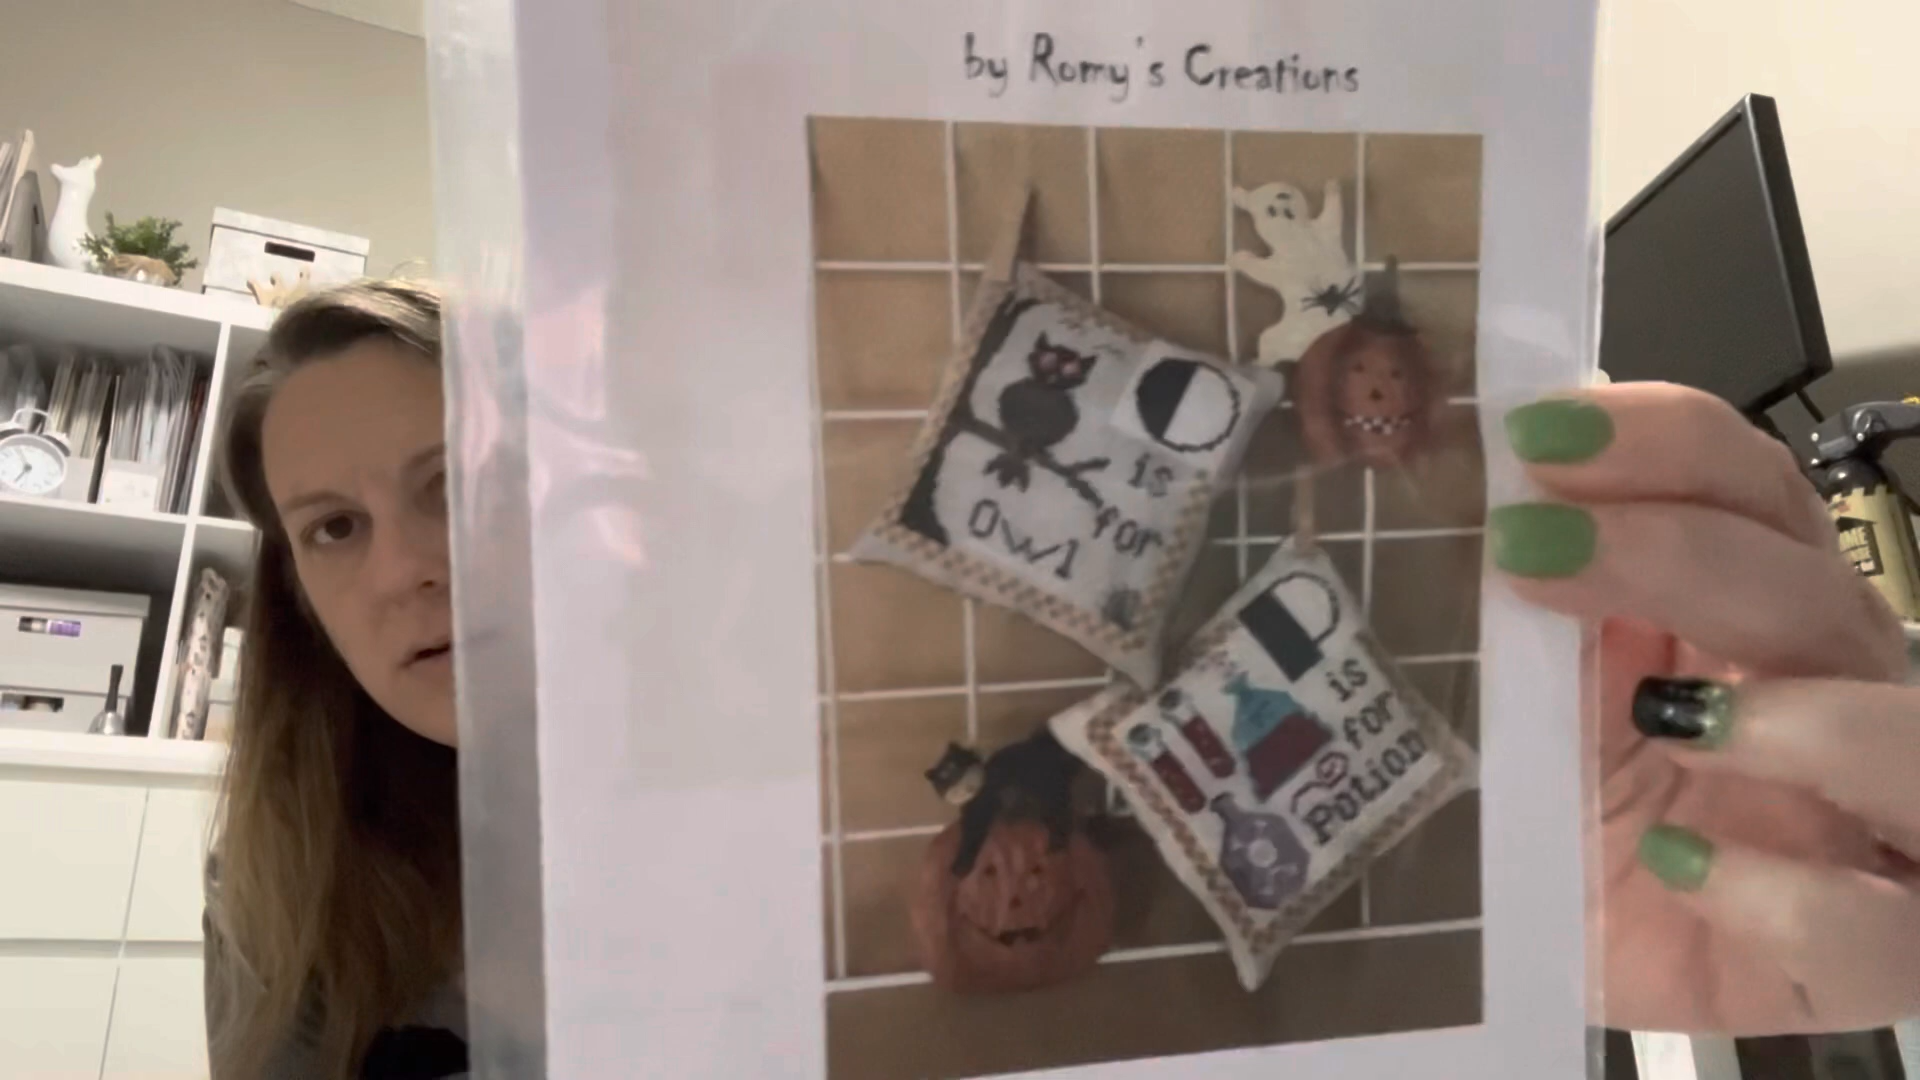 by Romy's Creations
O
is
for
Owl
P
is
for
Potion